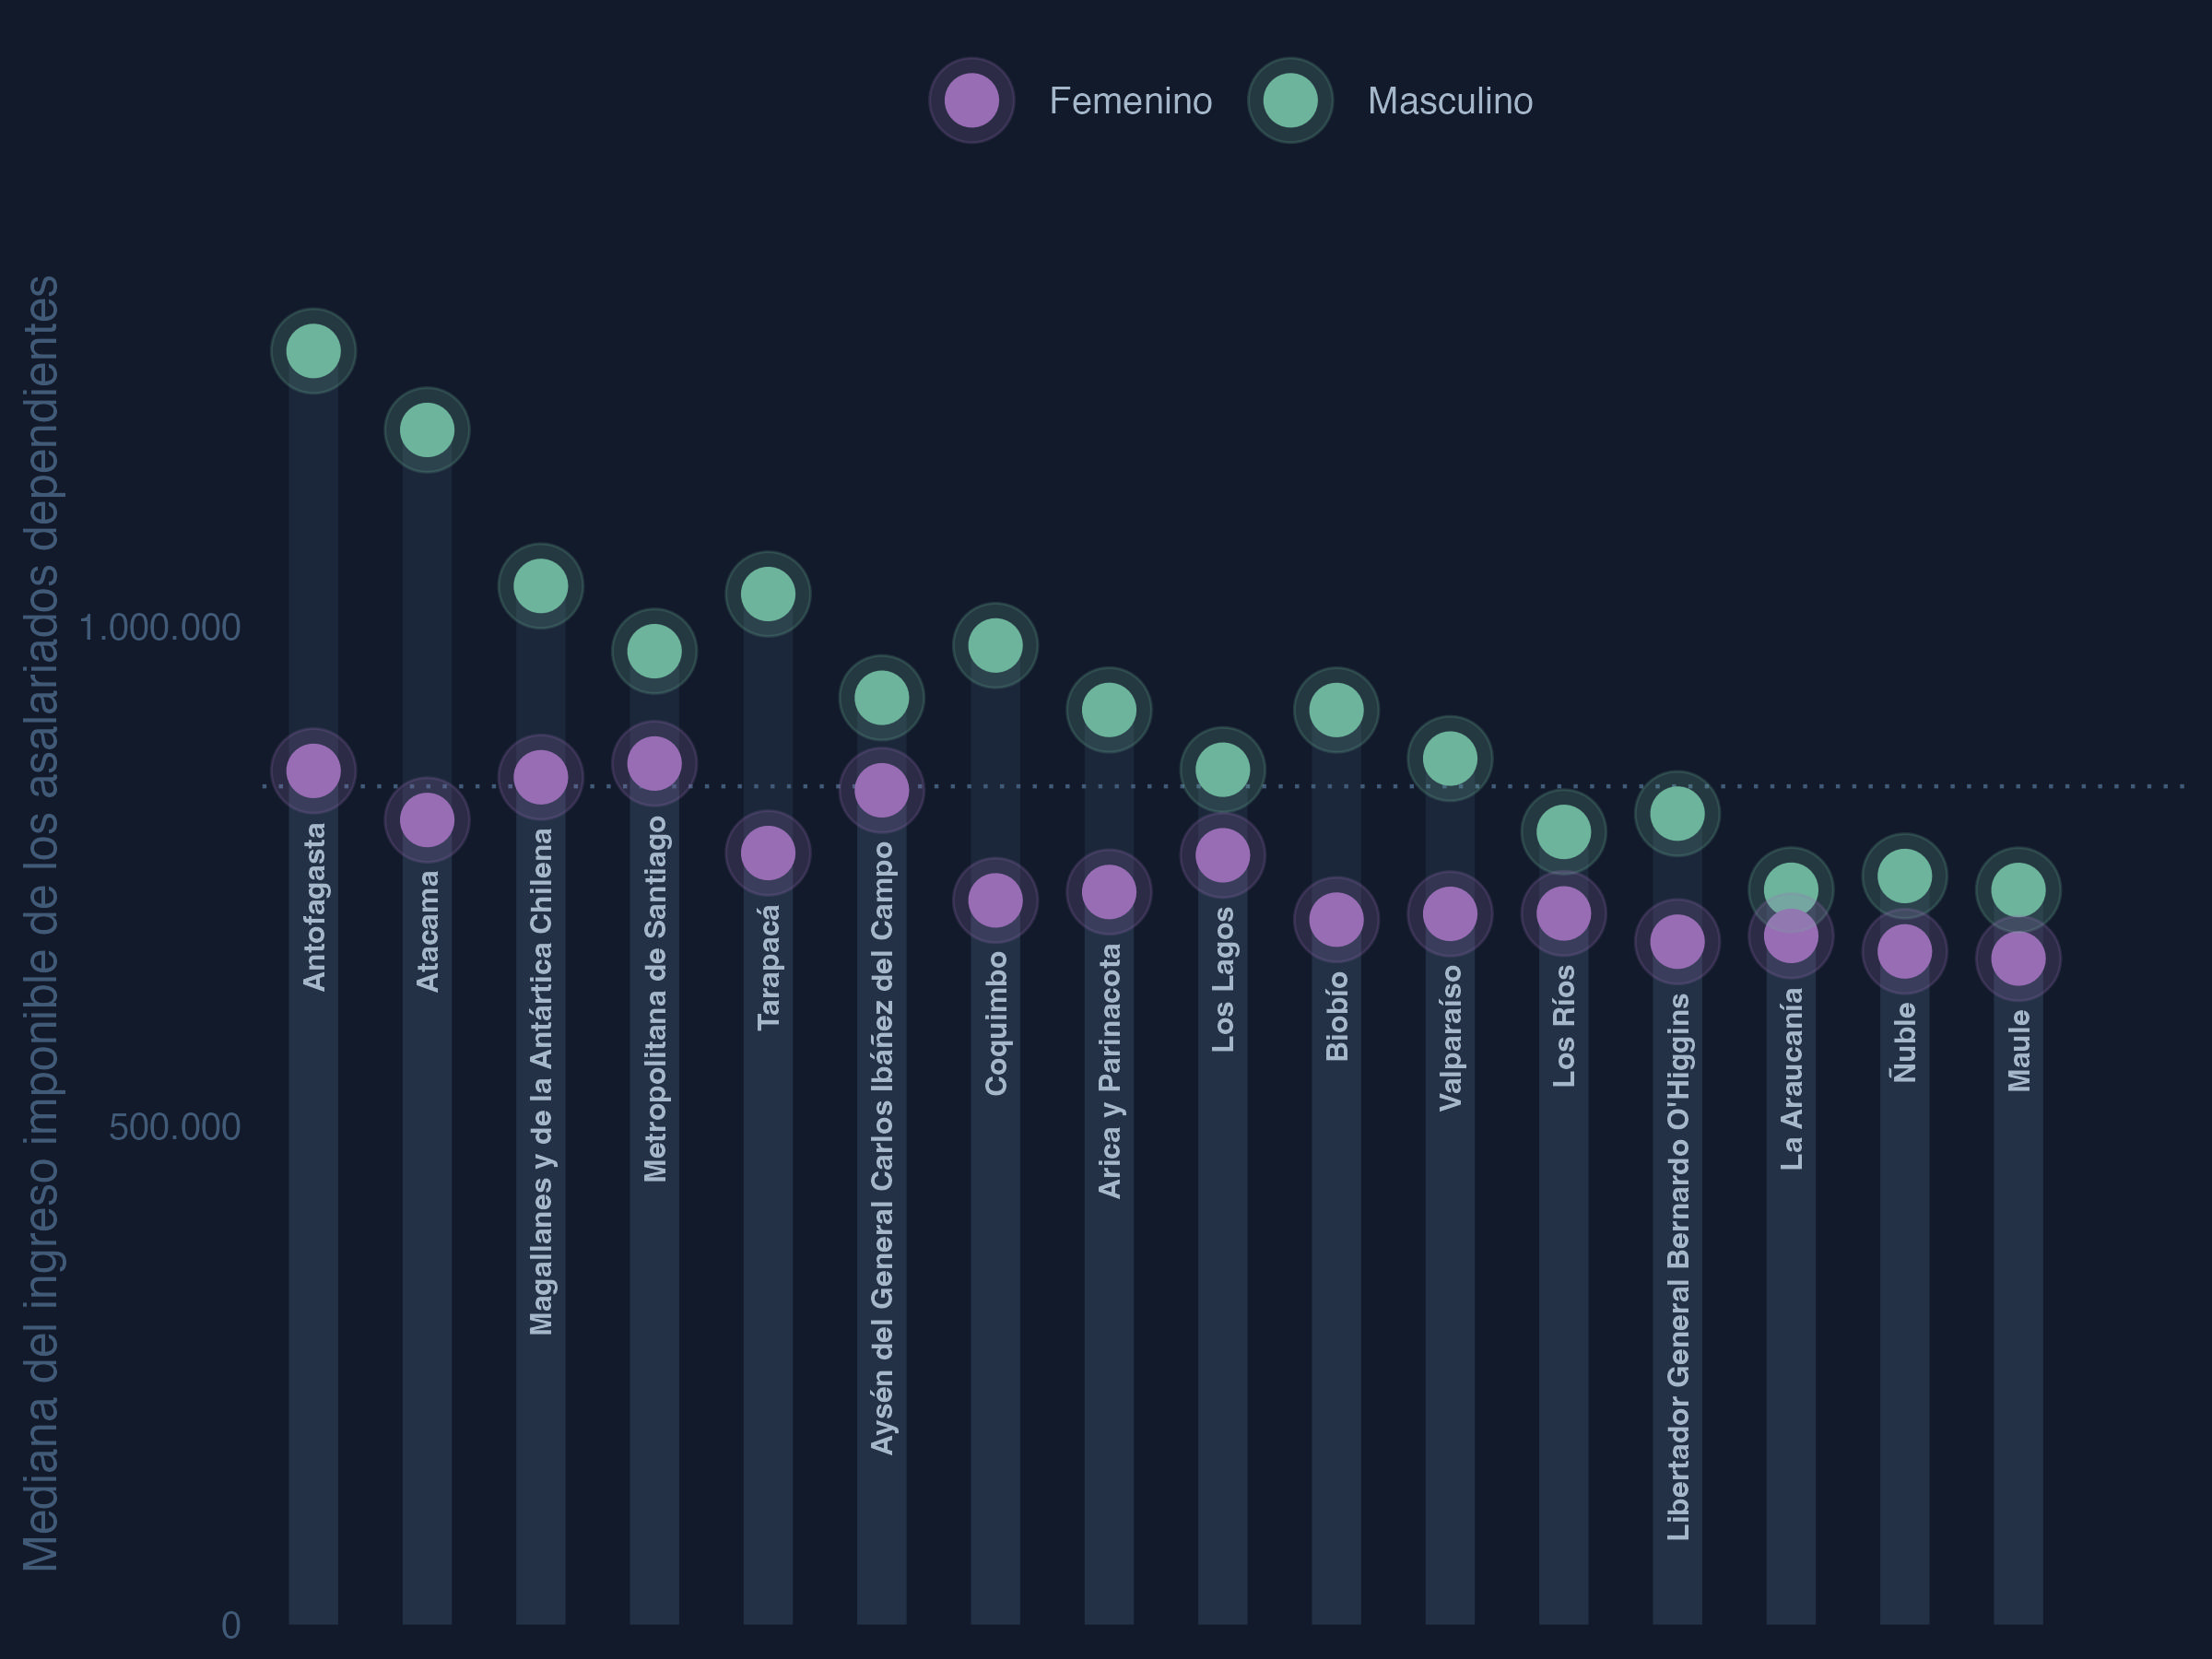 Femenino
Masculino
Mediana del ingreso imponible de los asalariados dependientes
1.000.000
500.000
0
Antofagasta
Atacama
Magallanes y de la Antártica Chilena
Metropolitana de Santiago
Tarapacá
Aysén del General Carlos Ibáñez del Campo
Coquimbo
Arica y Parinacota
Los Lagos
Biobío
Valparaíso
Los Ríos
Libertador General Bernardo O'Higgins
La Araucanía
Ñuble
Maule